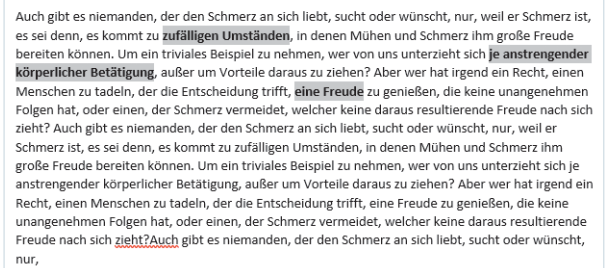 Auch gibt es niemanden, der den Schmerz an sich liebt, sucht oder wünscht, nur, weil er Schmerz ist,
es sei denn, es kommt zu zufälligen Umständen, in denen Mühen und Schmerz ihm große Freude
bereiten können. Um ein triviales Beispiel zu nehmen, wer von uns unterzieht sich je anstrengender
körperlicher Betätigung, außer um Vorteile daraus zu ziehen? Aber wer hat irgend ein Recht, einen
Menschen zu tadeln, der die Entscheidung trifft, eine Freude zu genießen, die keine unangenehmen
Folgen hat, oder einen, der Schmerz vermeidet, welcher keine daraus resultierende Freude nach sich
zieht? Auch gibt es niemanden, der den Schmerz an sich liebt, sucht oder wünscht, nur, weil er
Schmerz ist, es sei denn, es kommt zu zufälligen Umständen, in denen Mühen und Schmerz ihm
große Freude bereiten können. Um ein triviales Beispiel zu nehmen, wer von uns unterzieht sich je
anstrengender körperlicher Betätigung, außer um Vorteile daraus zu ziehen? Aber wer hat irgend ein
Recht, einen Menschen zu tadeln, der die Entscheidung trifft, eine Freude zu genießen, die keine
unangenehmen Folgen hat, oder einen, der Schmerz vermeidet, welcher keine daraus resultierende
Freude nach sich zieht?Auch gibt es niemanden, der den Schmerz an sich liebt, sucht oder wünscht,
nur,